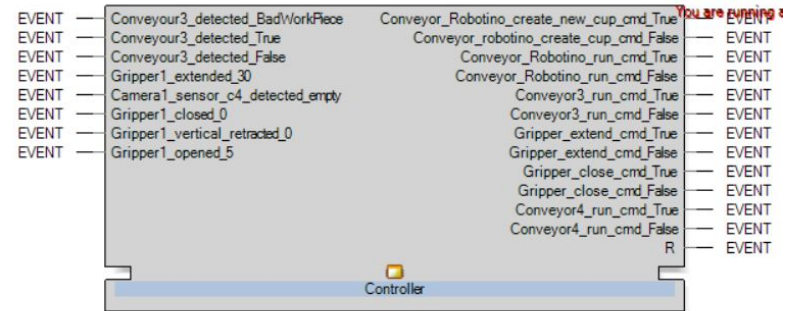 EVENT Conveyour3_detected_BadWorkPiece Conveyor_Robotino_create_new_cup_cmd_True You are running a EVENT
EVENT Conveyour3_detected_True Conveyor_robotino_create_cup_cmd_False EVENT
EVENT Conveyour3_detected_False Conveyor_Robotino_run_cmd_True EVENT
EVENT Gripper1_extended_30 Conveyor_Robotino_run_cmd_False EVENT
EVENT Camera1_sensor_c4_detected_empty Conveyor3_run_cmd_True EVENT
EVENT Gripper1_closed_0 Conveyor3_run_cmd_False EVENT
EVENT Gripper1_vertical_retracted_0 Gripper_extend_cmd_True EVENT
EVENT Gripper1_opened_5 Gripper_extend_cmd_False EVENT
Gripper_close_cmd_True EVENT
Gripper_close_cmd_False EVENT
Conveyor4_run_cmd_True EVENT
Conveyor4_run_cmd_False EVENT
R EVENT
Controller